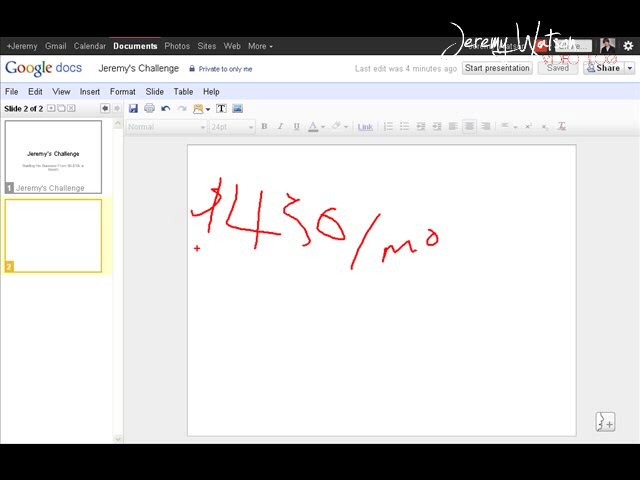 +Jeremy Gmail Calendar Documents Photos Sites Web More
Jeremy Watson
Google docs Jeremy's Challenge Private to only me Last edit was 4 minutes ago Start presentation Saved Share
File Edit View Insert Format Slide Table Help
Slide 2 of 2
Normal 24pt B I U A Link
Jeremy's Challenge
1 Jeremy's Challenge
2
$430/mo